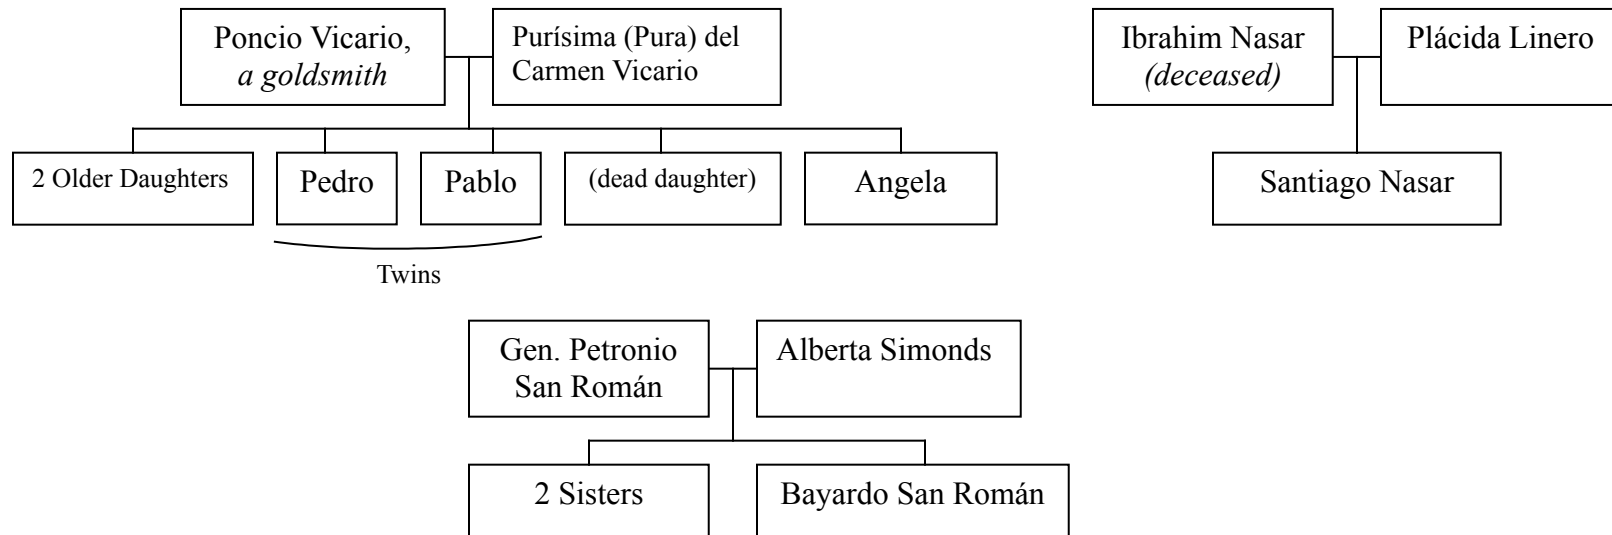 Poncio Vicario,
a goldsmith
Purísima (Pura) del
Carmen Vicario
Ibrahim Nasar
(deceased)
Plácida Linero
2 Older Daughters
Pedro
Pablo
(dead daughter)
Angela
Santiago Nasar
Twins
Gen. Petronio
San Román
Alberta Simonds
2 Sisters
Bayardo San Román